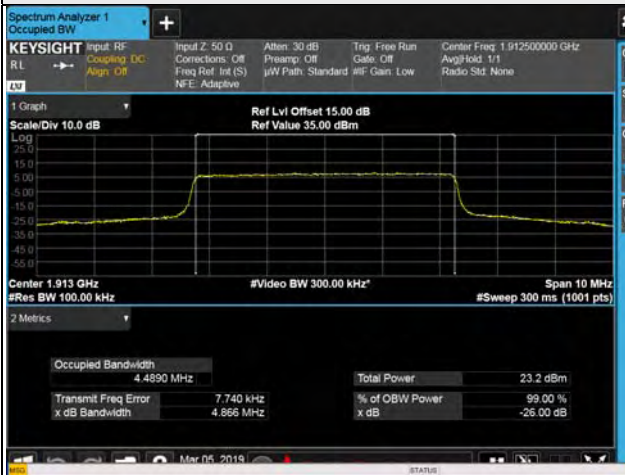 Spectrum Analyzer 1
Occupied BW
KEYSIGHT Input: RF Input Z: 50 Ω Atten: 30 dB Trig: Free Run Center Freq: 1.912500000 GHz
RL Coupling: DC Corrections: Off Preamp: Off Gate: Off Avg|Hold: 1/1
Align: Off Freq Ref: Int (S) µW Path: Standard #IF Gain: Low Radio Std: None
LXI NFE: Adaptive
1 Graph
Ref Lvl Offset 15.00 dB
Scale/Div 10.0 dB Ref Value 35.00 dBm
Log
25.0
15.0
5.00
-5.00
-15.0
-25.0
-35.0
-45.0
-55.0
Center 1.913 GHz #Video BW 300.00 kHz* Span 10 MHz
#Res BW 100.00 kHz #Sweep 300 ms (1001 pts)
2 Metrics
Occupied Bandwidth
4.4890 MHz Total Power 23.2 dBm
Transmit Freq Error 7.740 kHz % of OBW Power 99.00 %
x dB Bandwidth 4.866 MHz x dB -26.00 dB
Mar 05, 2019
MSG STATUS